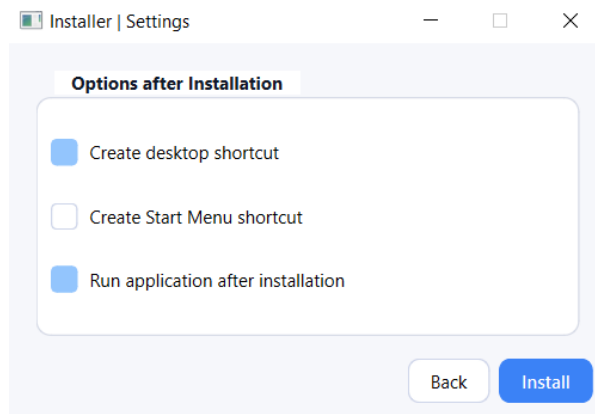 Installer | Settings
Options after Installation
Create desktop shortcut
Create Start Menu shortcut
Run application after installation
Back
Install